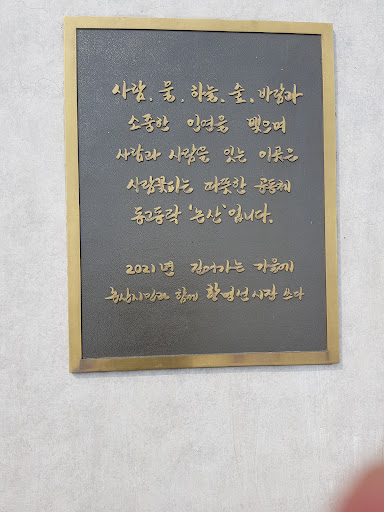 사람, 물, 하늘, 숲, 바람과
소중한 인연을 맺으며
사람과 사람을 잇는 이곳은
사람꽃피는 따뜻한 공동체
동고동락 '논산'입니다.
2021년 깊어가는 가을에
논산시민과 함께 황명선 시장 쓰다